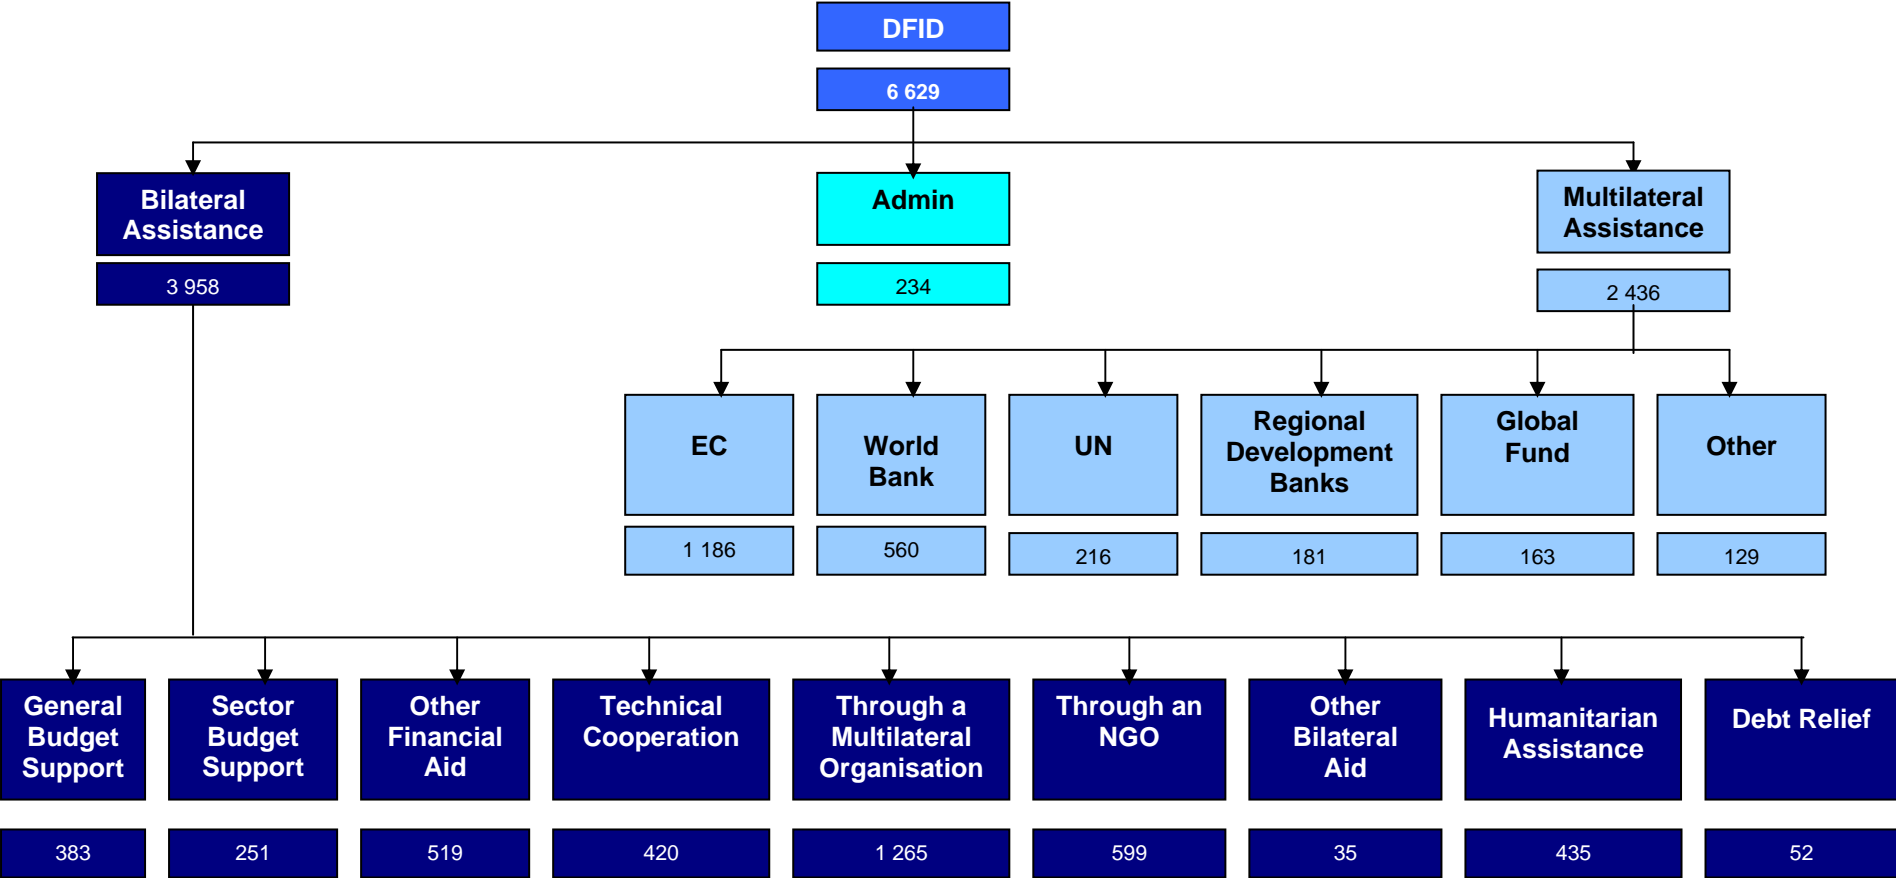 DFID
6 629
Bilateral
Assistance
3 958
Admin
234
Multilateral
Assistance
2 436
EC
1 186
World
Bank
560
UN
216
Regional
Development
Banks
181
Global
Fund
163
Other
129
General
Budget
Support
383
Sector
Budget
Support
251
Other
Financial
Aid
519
Technical
Cooperation
420
Through a
Multilateral
Organisation
1 265
Through an
NGO
599
Other
Bilateral
Aid
35
Humanitarian
Assistance
435
Debt Relief
52